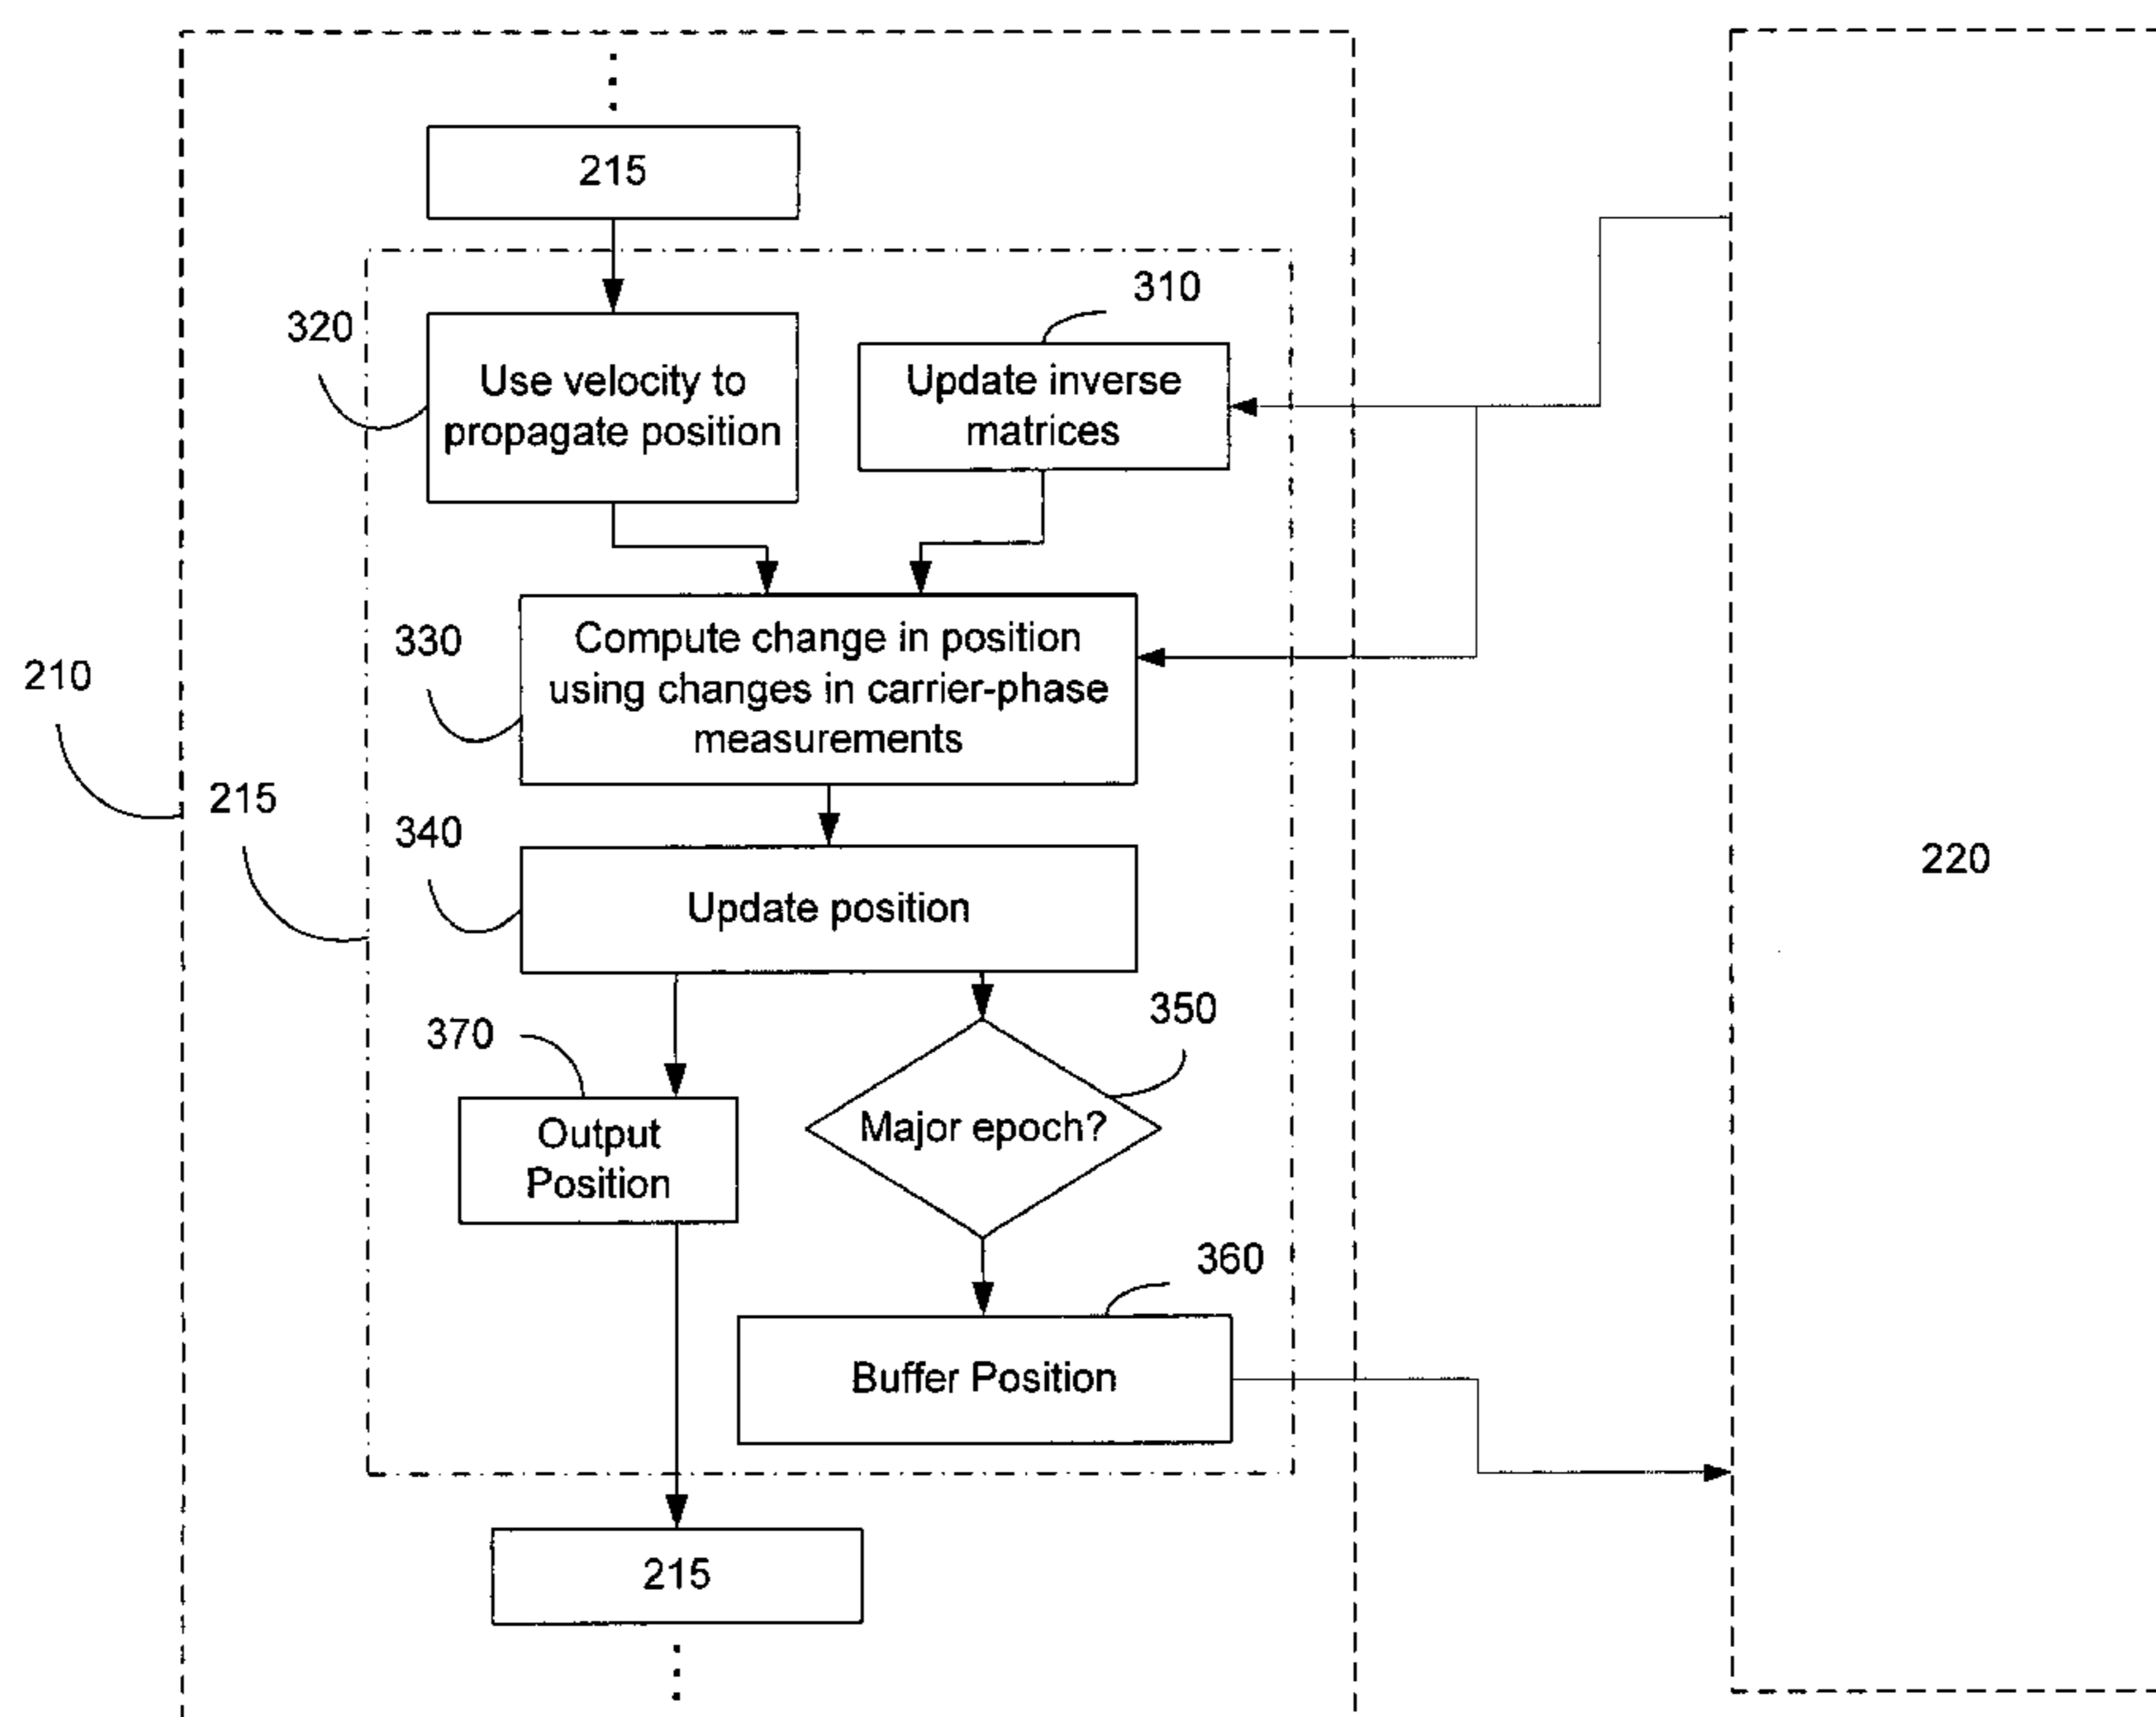 215
310
320
Use velocity to
propagate position
Update inverse
matrices
330
Compute change in position
using changes in carrier-phase
measurements
210
215
340
Update position
220
370
350
Output
Position
Major epoch?
360
Buffer Position
215